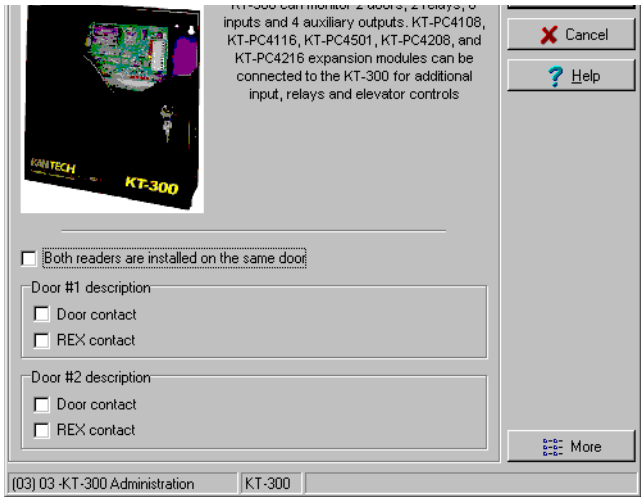 KT-300 can monitor 2 doors, 2 relays, 8
inputs and 4 auxiliary outputs. KT-PC4108,
KT-PC4116, KT-PC4501, KT-PC4208, and
KT-PC4216 expansion modules can be
connected to the KT-300 for additional
input, relays and elevator controls
Cancel
Help
KANTECH
KT-300
Both readers are installed on the same door
Door #1 description
Door contact
REX contact
Door #2 description
Door contact
REX contact
More
(03) 03 -KT-300 Administration
KT-300